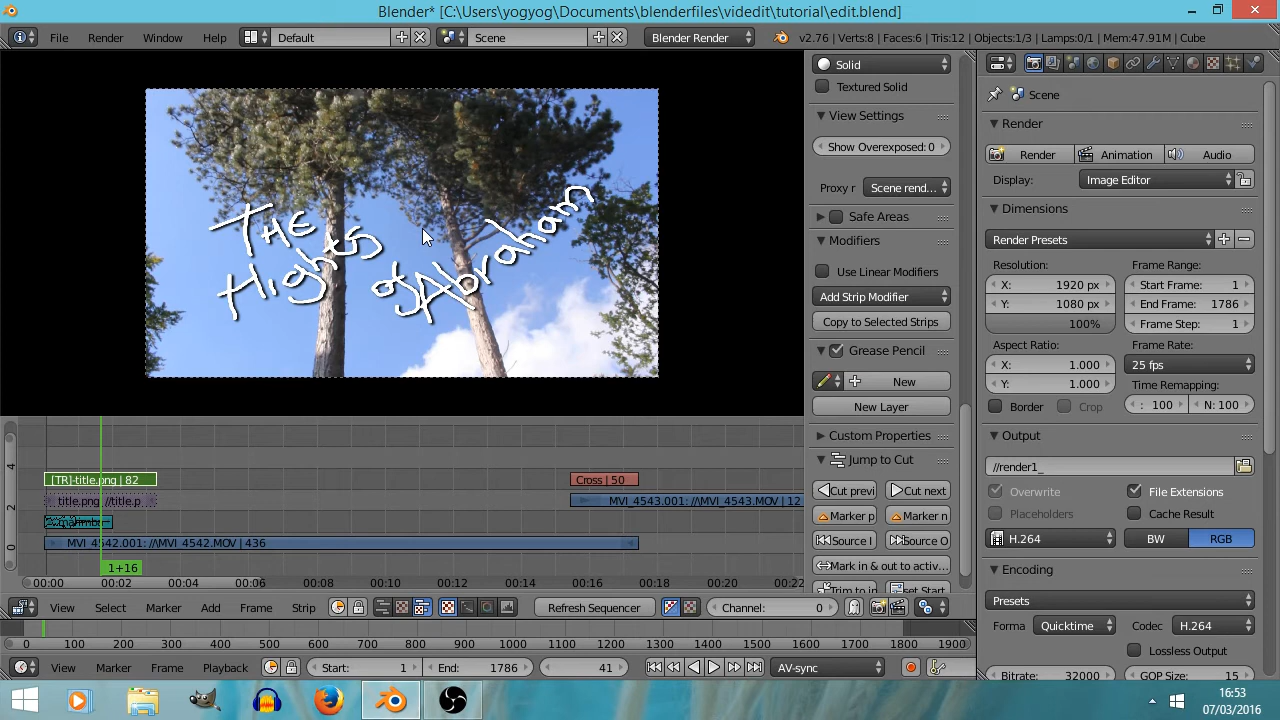 Blender* [C:\Users\yogyog\Documents\blenderfiles\videdit\tutorial\edit.blend]
File Render Window Help Default Scene Blender Render v2.76 | Verts:8 | Faces:6 | Tris:12 | Objects:1/3 | Lamps:0/1 | Mem:47.91M | Cube
THE
Hights
of Abraham
Solid
Textured Solid
View Settings
Show Overexposed: 0
Proxy r Scene rend...
Safe Areas
Modifiers
Use Linear Modifiers
Add Strip Modifier
Copy to Selected Strips
Grease Pencil
New
New Layer
Custom Properties
Jump to Cut
Cut previ Cut next
Marker p Marker n
Source I Source O
Mark in & out to activ...
Scene
Render
Render Animation Audio
Display: Image Editor
Dimensions
Render Presets
Resolution: Frame Range:
X: 1920 px Start Frame: 1
Y: 1080 px End Frame: 1786
100% Frame Step: 1
Aspect Ratio: Frame Rate:
X: 1.000 25 fps
Y: 1.000 Time Remapping:
Border Crop : 100 N: 100
Output
//render1_
Overwrite File Extensions
Placeholders Cache Result
H.264 BW RGB
Encoding
Presets
Forma Quicktime Codec H.264
Lossless Output
Bitrate: 32000 GOP Size: 15
4
2
0
[TR]-title.png | 82
title.png: //title.p
Cross | 50
MVI_4543.001: //MVI_4543.MOV | 12
MVI_4542.001: //MVI_4542.MOV | 436
1+16
00:00 00:02 00:04 00:06 00:08 00:10 00:12 00:14 00:16 00:18 00:20 00:22
View Select Marker Add Frame Strip Refresh Sequencer Channel: 0
0 100 200 300 400 500 600 700 800 900 1000 1100 1200 1300 1400 1500 1600 1700 1800 1900
View Marker Frame Playback Start: 1 End: 1786 41 AV-sync
16:53
07/03/2016